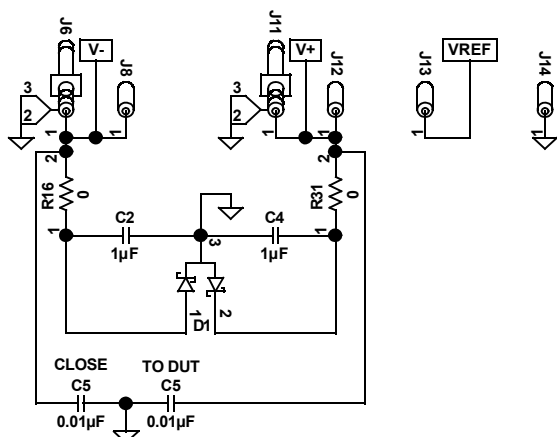 J6
V-
J8
J11
V+
J12
J13
VREF
J14
3
2
1
1
3
2
1
1
1
1
2
2
R16
0
R31
0
1
C2
1µF
3
C4
1µF
1
1
D1
2
CLOSE
TO DUT
C5
0.01µF
C5
0.01µF